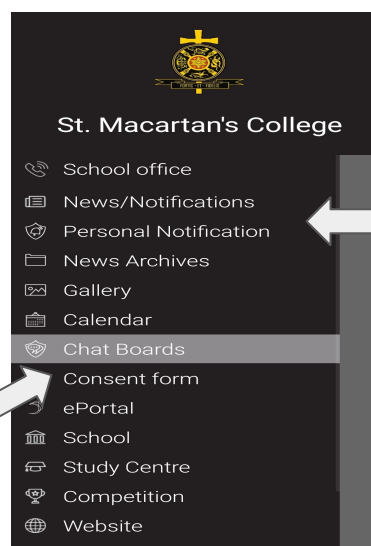 St. Macartan's College
School office
News/Notifications
Personal Notification
News Archives
Gallery
Calendar
Chat Boards
Consent form
ePortal
School
Study Centre
Competition
Website